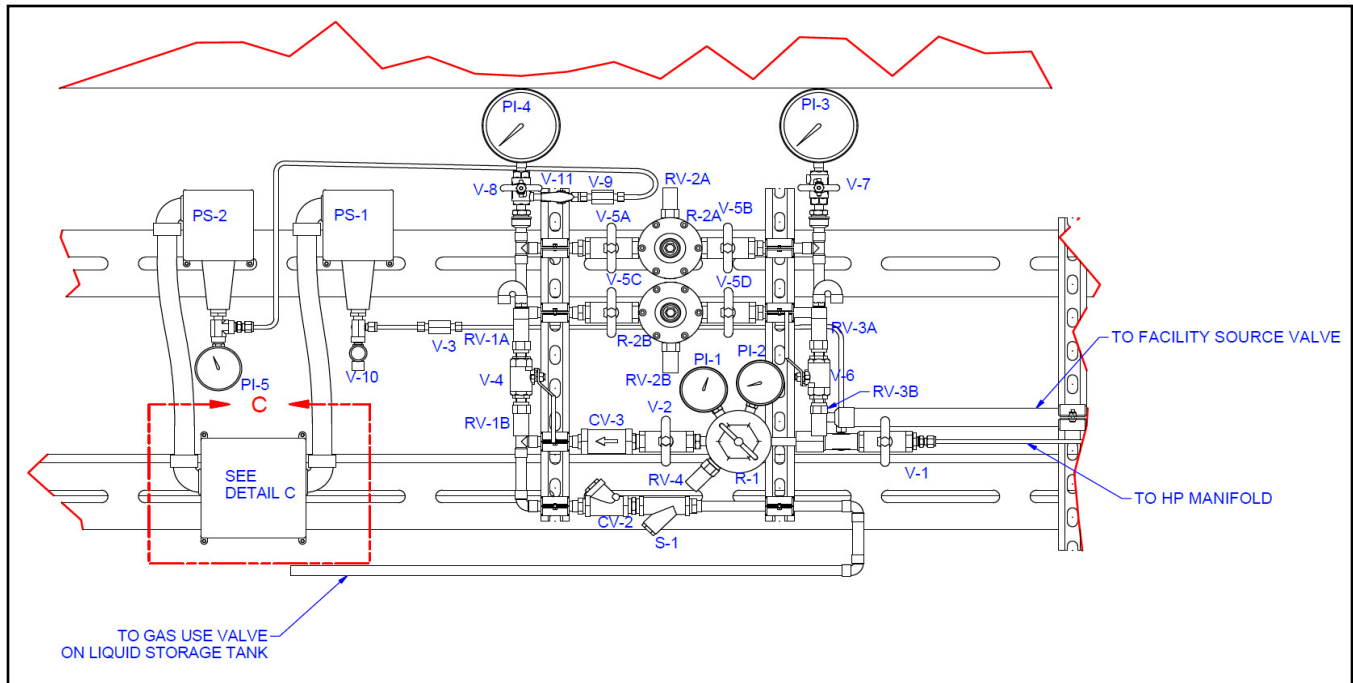 PI-4
PI-3
V-8
V-11
V-9
RV-2A
V-7
PS-2
PS-1
V-5A
R-2A
V-5B
V-5C
V-5D
V-3
RV-1A
R-2B
RV-3A
TO FACILITY SOURCE VALVE
PI-1
PI-2
PI-5
V-10
V-4
RV-2B
V-6
C
RV-3B
RV-1B
CV-3
V-2
SEE
DETAIL C
RV-4
R-1
V-1
TO HP MANIFOLD
CV-2
S-1
TO GAS USE VALVE
ON LIQUID STORAGE TANK